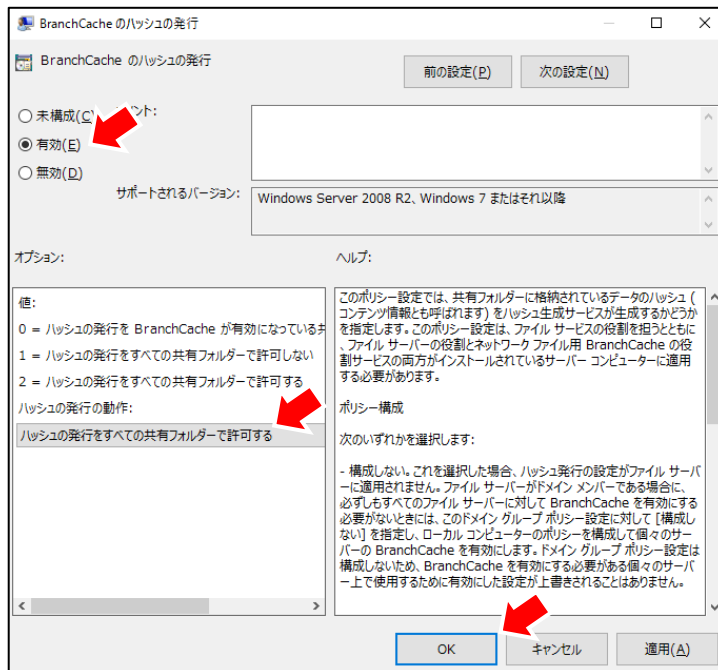 BranchCache のハッシュの発行
BranchCache のハッシュの発行
前の設定(P)
次の設定(N)
未構成(C)
有効(E)
無効(D)
サポートされるバージョン:
Windows Server 2008 R2、Windows 7 またはそれ以降
オプション:
ヘルプ:
値:
0 = ハッシュの発行を BranchCache が有効になっている
1 = ハッシュの発行をすべての共有フォルダーで許可しない
2 = ハッシュの発行をすべての共有フォルダーで許可する
ハッシュの発行の動作:
ハッシュの発行をすべての共有フォルダーで許可する
このポリシー設定では、共有フォルダーに格納されているデータのハッシュ (
コンテンツ情報とも呼ばれます) をハッシュ生成サービスが生成するかどうか
を指定します。このポリシー設定は、ファイル サービスの役割を担うとともに
、ファイル サーバーの役割とネットワーク ファイル用 BranchCache の役
割サービスの両方がインストールされているサーバー コンピューターに適用
する必要があります。
ポリシー構成
次のいずれかを選択します:
- 構成しない。これを選択した場合、ハッシュ発行の設定がファイル サーバ
ーに適用されません。ファイル サーバーがドメイン メンバーである場合に、
必ずしもすべてのファイル サーバーに対して BranchCache を有効にする
必要がないときには、このドメイン グループ ポリシー設定に対して [構成し
ない] を指定し、ローカル コンピューターのポリシーを構成して個々のサー
バーの BranchCache を有効にします。ドメイン グループ ポリシー設定は
構成しないため、BranchCache を有効にする必要がある個々のサーバ
ー上で使用するために有効にした設定が上書きされることはありません。
OK
キャンセル
適用(A)